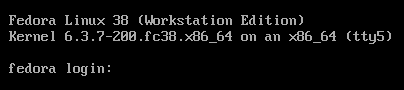 Fedora Linux 38 (Workstation Edition)
Kernel 6.3.7-200.fc38.x86_64 on an x86_64 (tty5)
fedora login: